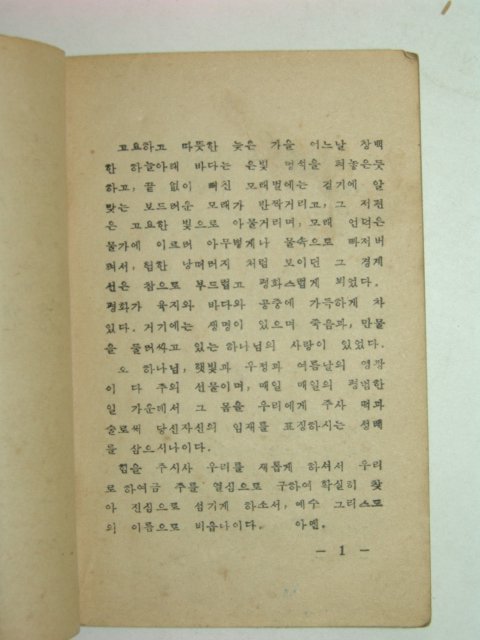 고요하고 따뜻한 늦은 가을 어느날 창백
한 하늘아래 바다는 은빛 멍석을 펴놓은듯
하고, 끝 없이 뻐친 모래벌에는 걷기에 알
맞는 보드러운 모래가 반짝거리고, 그 저편
은 고요한 빛으로 아물거리며, 모래 언덕은
물가에 이르러 아무렇게나 물속으로 빠저버
려서, 험한 낭떠러지 처럼 보이던 그 경계
선은 참으로 부드럽고 평화스럽게 되었다.
평화가 육지와 바다와 공중에 가득하게 차
있다. 거기에는 생명이 있으며 죽음과, 만물
을 둘러싸고 있는 하나님의 사랑이 있었다.
오 하나님, 햇빛과 우정과 여름날의 영광
이 다 주의 선물이며, 매일 매일의 평범한
일 가운데서 그 몸을 우리에게 주사 떡과
술로써 당신자신의 임재를 표징하시는 성례
를 삼으시나이다.
힘을 주시사 우리를 새롭게 하셔서 우리
로 하여금 주를 열심으로 구하여 확실히 찾
아 진심으로 섬기게 하소서, 예수 그리스도
의 이름으로 비옵나이다. 아멘.
— 1 —